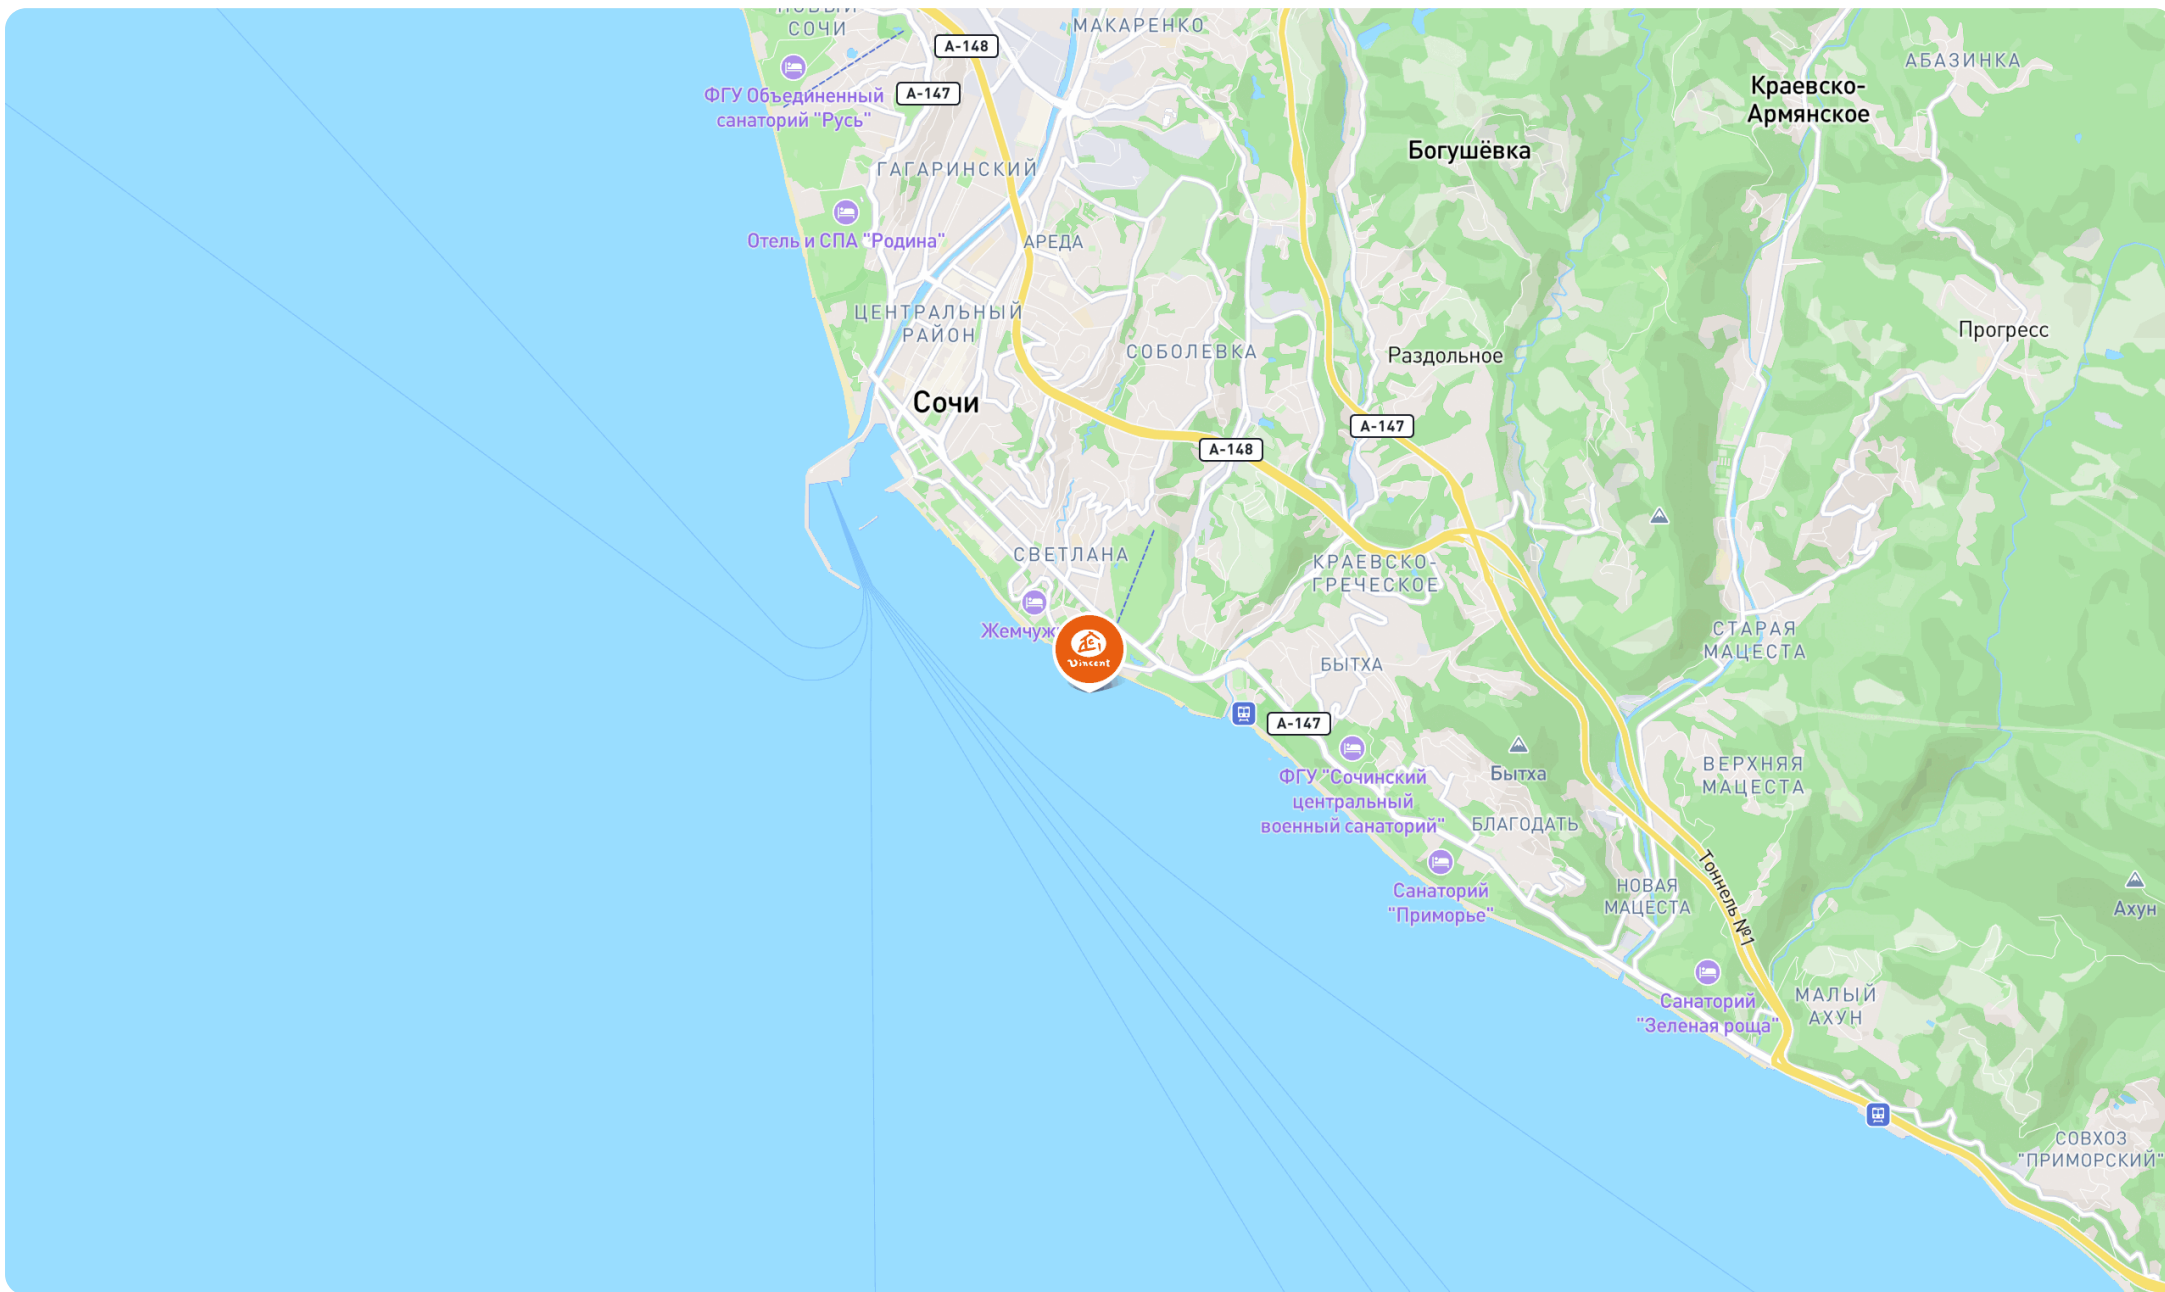 НОВЫЙ
СОЧИ
МАКАРЕНКО
А-148
АБАЗИНКА
ФГУ Объединенный
санаторий "Русь"
А-147
Краевско-
Армянское
Богушёвка
ГАГАРИНСКИЙ
Отель и СПА "Родина"
АРЕДА
ЦЕНТРАЛЬНЫЙ
РАЙОН
СОБОЛЕВКА
Раздольное
Прогресс
Сочи
А-147
А-148
СВЕТЛАНА
КРАЕВСКО-
ГРЕЧЕСКОЕ
Жемчуж
Vincent
БЫТХА
СТАРАЯ
МАЦЕСТА
А-147
ФГУ "Сочинский
центральный
военный санаторий"
Бытха
ВЕРХНЯЯ
МАЦЕСТА
БЛАГОДАТЬ
Санаторий
"Приморье"
НОВАЯ
МАЦЕСТА
Тоннель №1
Ахун
Санаторий
"Зеленая роща"
МАЛЫЙ
АХУН
СОВХОЗ
"ПРИМОРСКИЙ"